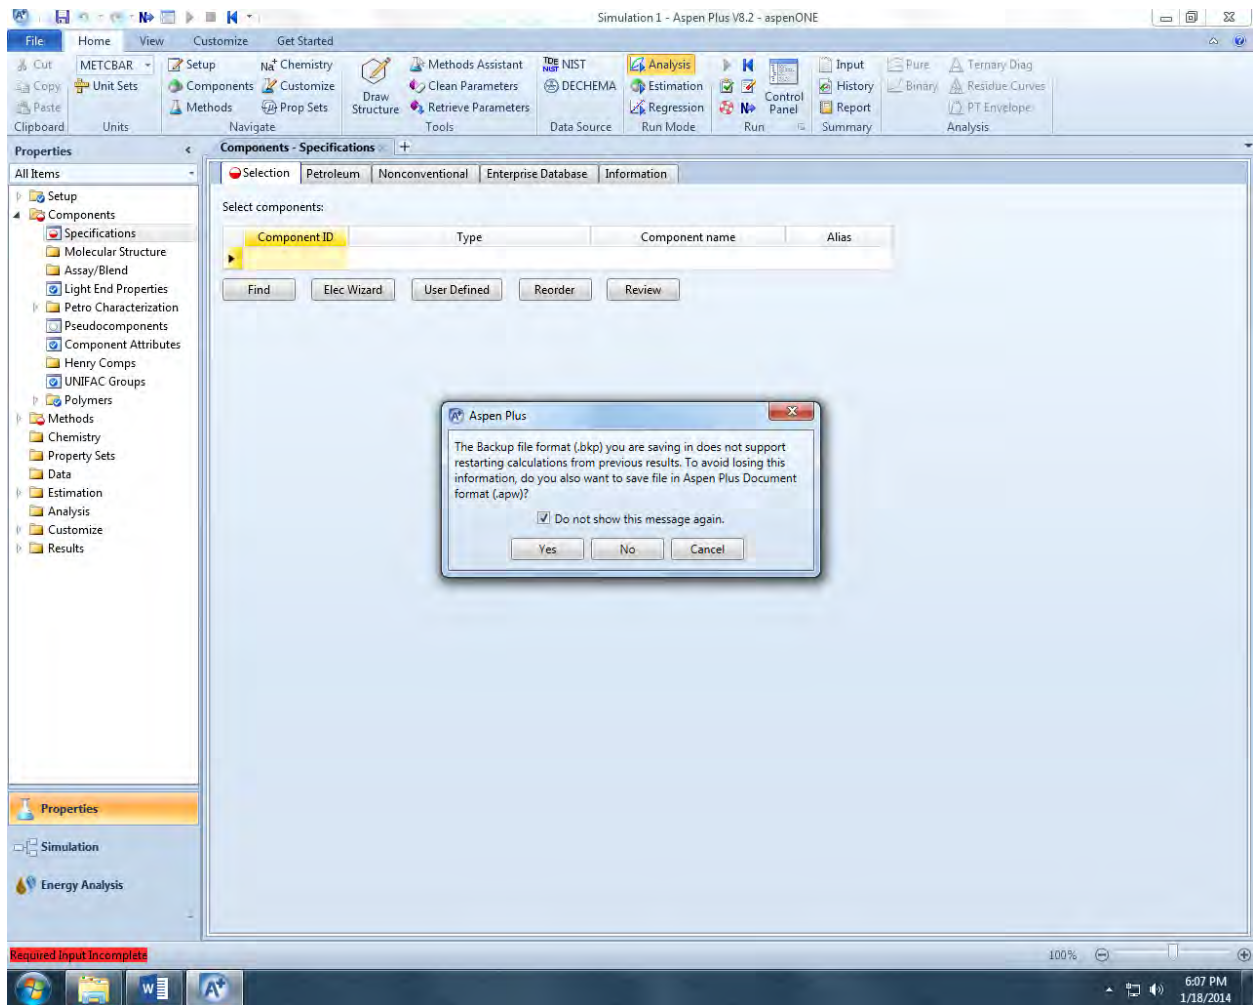 Simulation 1 - Aspen Plus V8.2 - aspenONE
File Home View Customize Get Started
Cut METCBAR Setup Na+ Chemistry Methods Assistant NIST Analysis Input Pure Ternary Diag
Copy Unit Sets Components Customize Draw Structure Clean Parameters DECHEMA Estimation Control Panel History Binary Residue Curves
Paste Methods Prop Sets Retrieve Parameters Regression Report PT Envelope
Clipboard Units Navigate Tools Data Source Run Mode Run Summary Analysis
Properties
All Items
Setup
Components
Specifications
Molecular Structure
Assay/Blend
Light End Properties
Petro Characterization
Pseudocomponents
Component Attributes
Henry Comps
UNIFAC Groups
Polymers
Methods
Chemistry
Property Sets
Data
Estimation
Analysis
Customize
Results
Properties
Simulation
Energy Analysis
Components - Specifications
Selection Petroleum Nonconventional Enterprise Database Information
Select components:
Component ID Type Component name Alias
Find Elec Wizard User Defined Reorder Review
Aspen Plus
The Backup file format (.bkp) you are saving in does not support
restarting calculations from previous results. To avoid losing this
information, do you also want to save file in Aspen Plus Document
format (.apw)?
Do not show this message again.
Yes No Cancel
Required Input Incomplete
100%
6:07 PM
1/18/2014